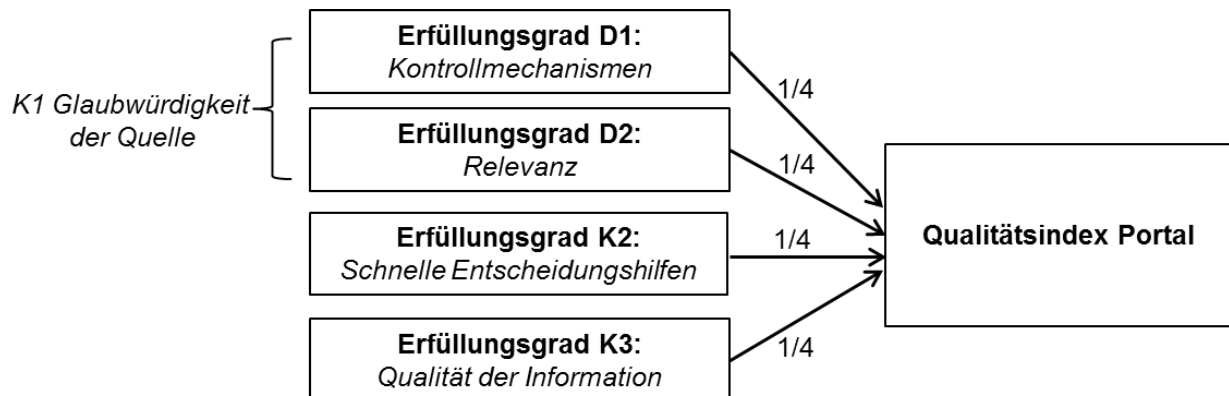 K1 Glaubwürdigkeit
der Quelle
Erfüllungsgrad D1:
Kontrollmechanismen
1/4
Erfüllungsgrad D2:
Relevanz
1/4
Erfüllungsgrad K2:
Schnelle Entscheidungshilfen
1/4
Erfüllungsgrad K3:
Qualität der Information
1/4
Qualitätsindex Portal